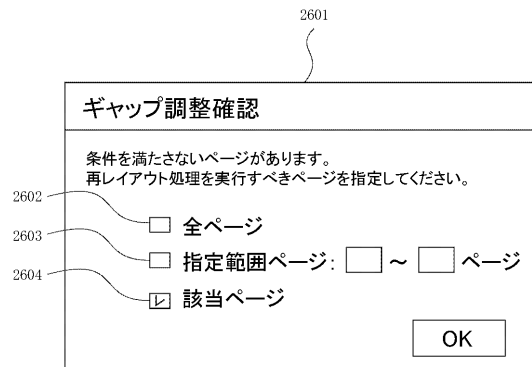 2601
ギャップ調整確認
条件を満たさないページがあります。
再レイアウト処理を実行すべきページを指定してください。
2602
全ページ
2603
指定範囲ページ: ~ ページ
2604
レ 該当ページ
OK